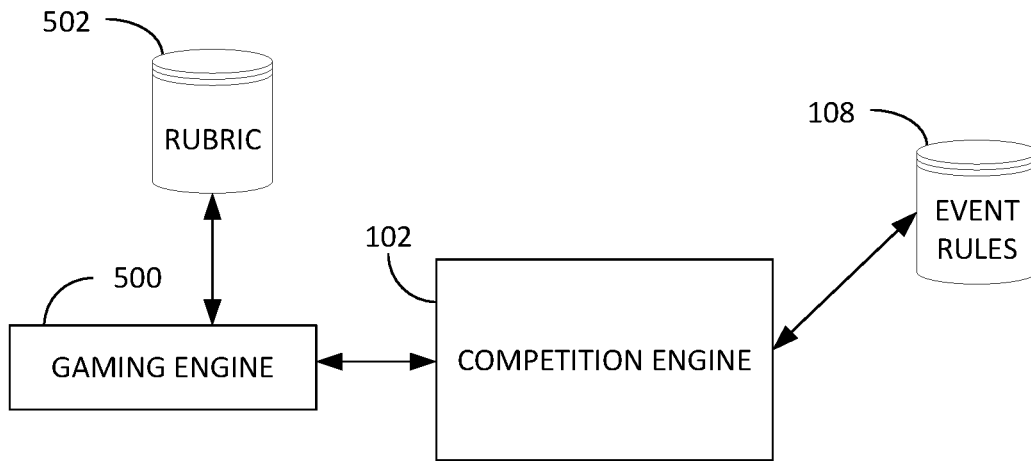 502
RUBRIC
108
EVENT
RULES
102
500
GAMING ENGINE
COMPETITION ENGINE